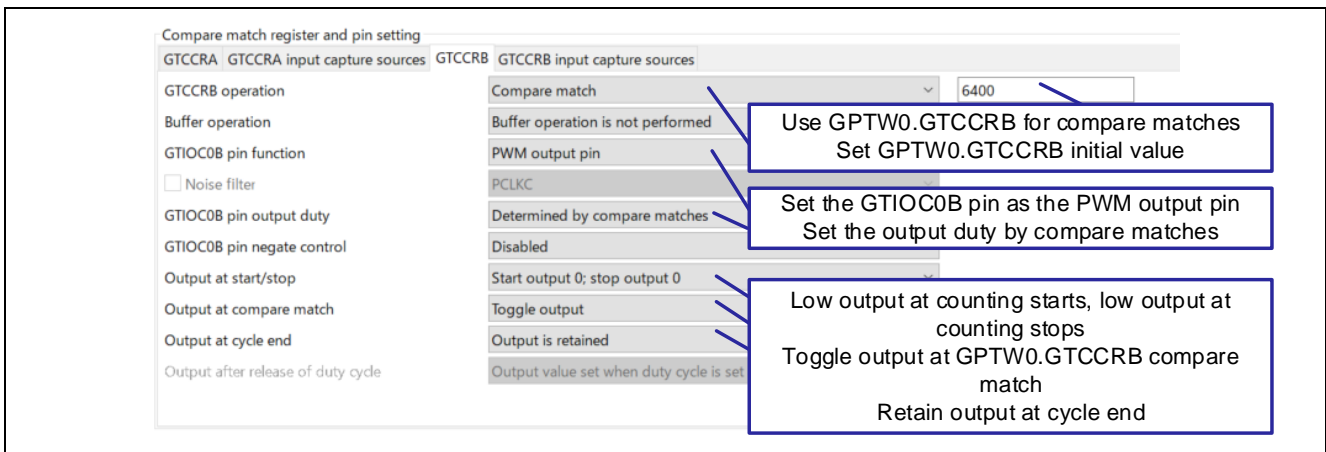 Compare match register and pin setting
GTCCRA GTCCRA input capture sources GTCCRB GTCCRB input capture sources
GTCCRB operation Compare match 6400
Buffer operation Buffer operation is not performed
Use GPTW0.GTCCRB for compare matches
Set GPTW0.GTCCRB initial value
GTIOC0B pin function PWM output pin
Noise filter PCLKC
Set the GTIOC0B pin as the PWM output pin
Set the output duty by compare matches
GTIOC0B pin output duty Determined by compare matches
GTIOC0B pin negate control Disabled
Output at start/stop Start output 0; stop output 0
Low output at counting starts, low output at
counting stops
Toggle output at GPTW0.GTCCRB compare
match
Retain output at cycle end
Output at compare match Toggle output
Output at cycle end Output is retained
Output after release of duty cycle Output value set when duty cycle is set